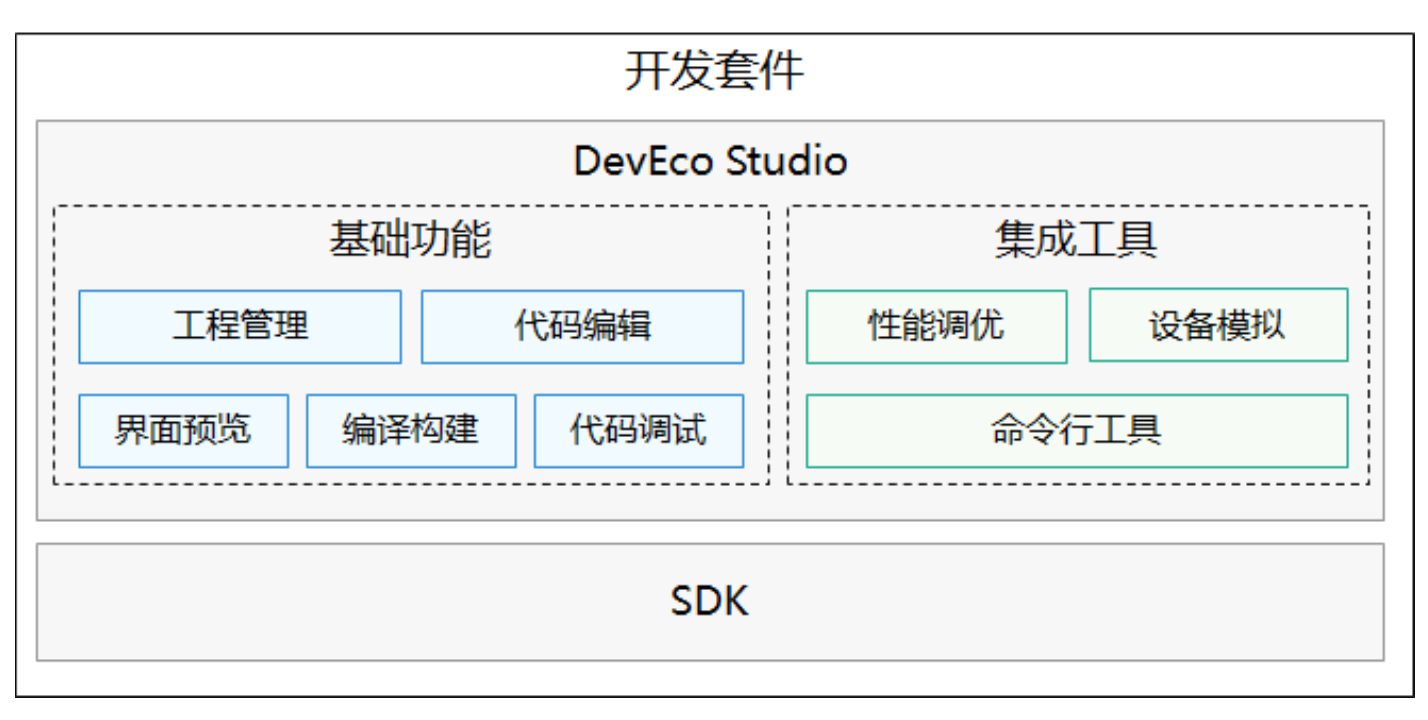 开发套件
DevEco Studio
基础功能
工程管理
代码编辑
界面预览
编译构建
代码调试
集成工具
性能调优
设备模拟
命令行工具
SDK